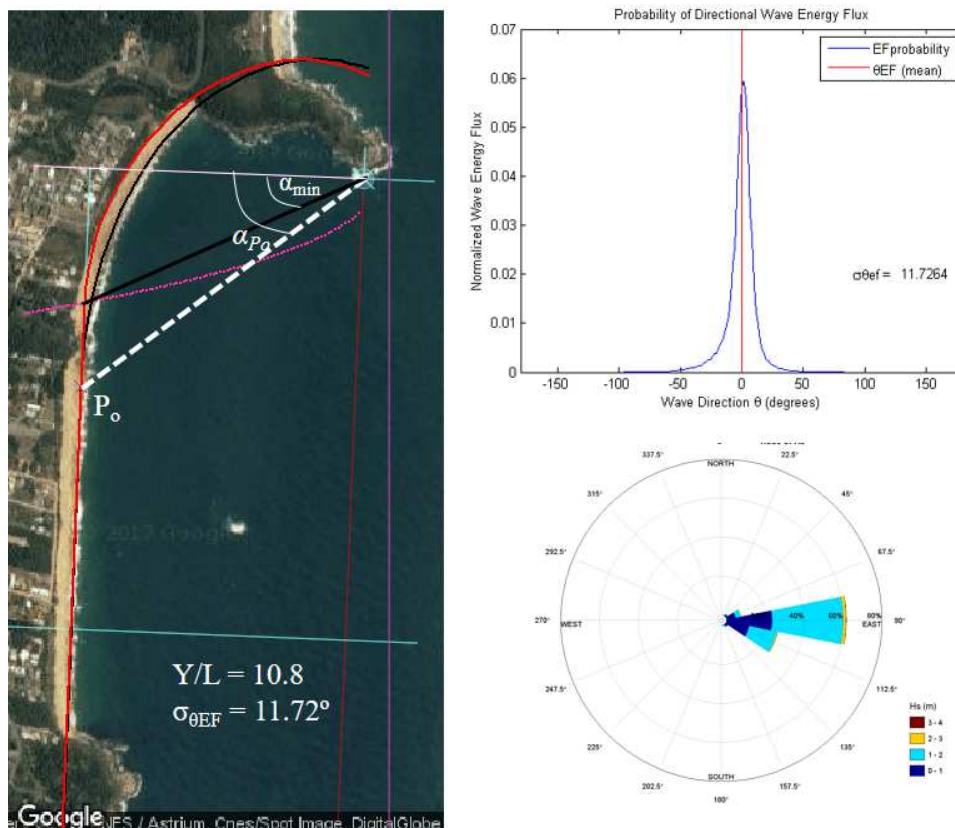 α_min
α_Po
P_o
Y/L = 10.8
σ_θEF = 11.72º
Google
NES / Astrium, Cnes/Spot Image, DigitalGlobe
Probability of Directional Wave Energy Flux
0.07
0.06
0.05
0.04
0.03
0.02
0.01
0
Normalized Wave Energy Flux
EFprobability
θEF (mean)
σθef = 11.7264
-150
-100
-50
0
50
100
150
Wave Direction θ (degrees)
NORTH
22.5°
45°
67.5°
EAST
90°
112.5°
135°
157.5°
SOUTH
180°
202.5°
225°
247.5°
WEST
270°
292.5°
315°
337.5°
40%
60%
80%
Hs (m)
3 - 4
2 - 3
1 - 2
0 - 1